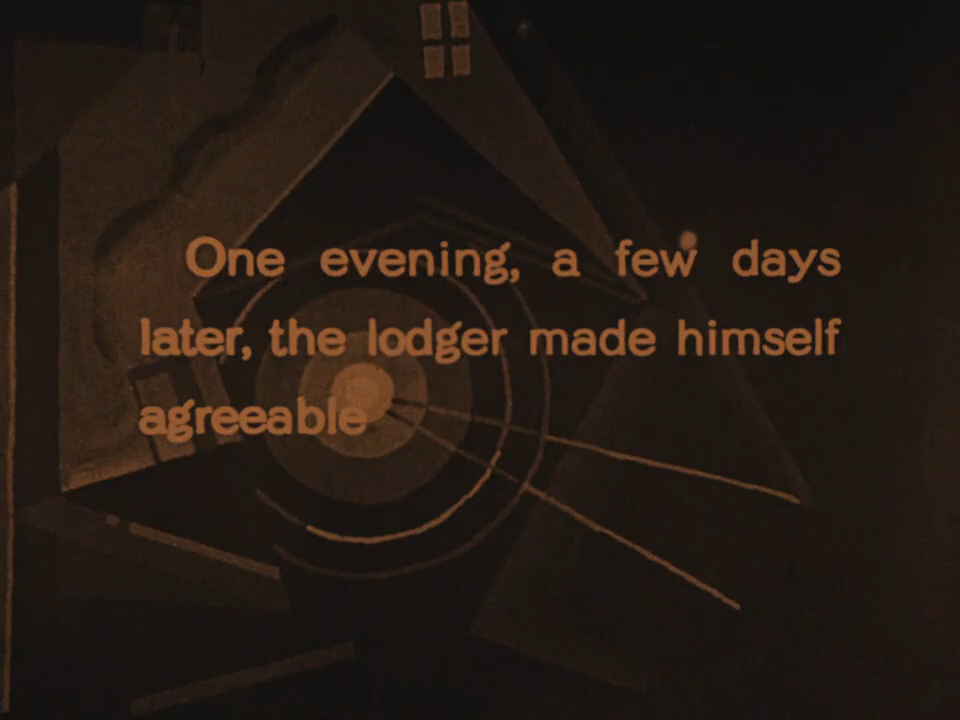 One evening, a few days
later, the lodger made himself
agreeable